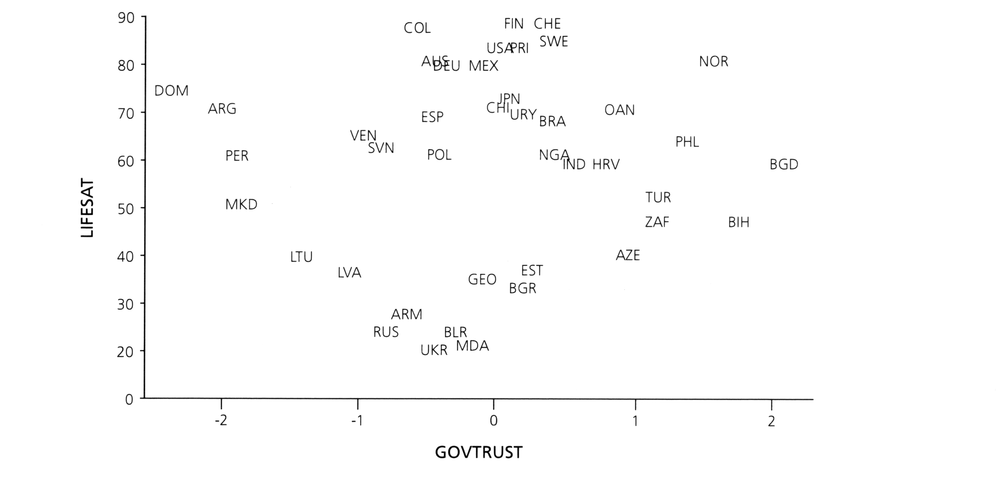 90
FIN CHE
COL
SWE
USA PRI
80
AUS
DEU MEX
NOR
DOM
JPN
CHI
ARG
70
OAN
URY
ESP
BRA
VEN
PHL
SVN
PER
POL
NGA
60
IND HRV
BGD
LIFESAT
TUR
MKD
50
ZAF
BIH
LTU
40
AZE
LVA
EST
GEO
BGR
30
ARM
RUS
BLR
MDA
20
UKR
0
-2 -1 0 1 2
GOVTRUST